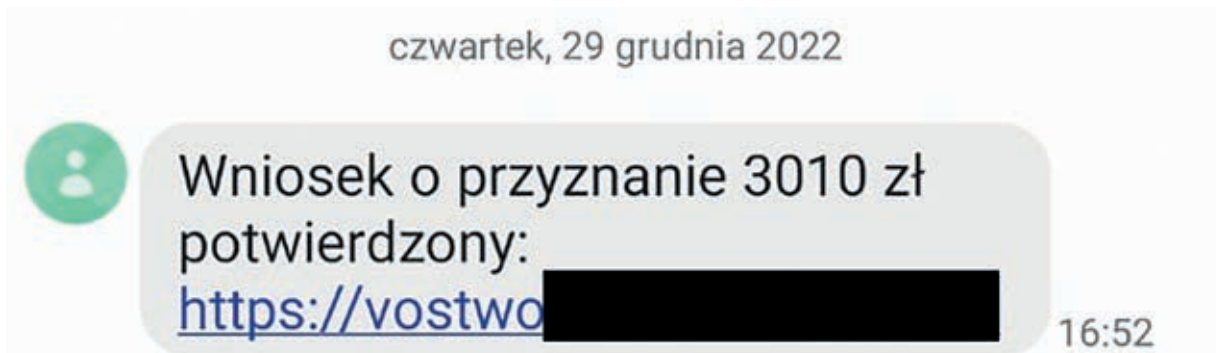 czwartek, 29 grudnia 2022
Wniosek o przyznanie 3010 zł
potwierdzony:
https://vostwo
16:52